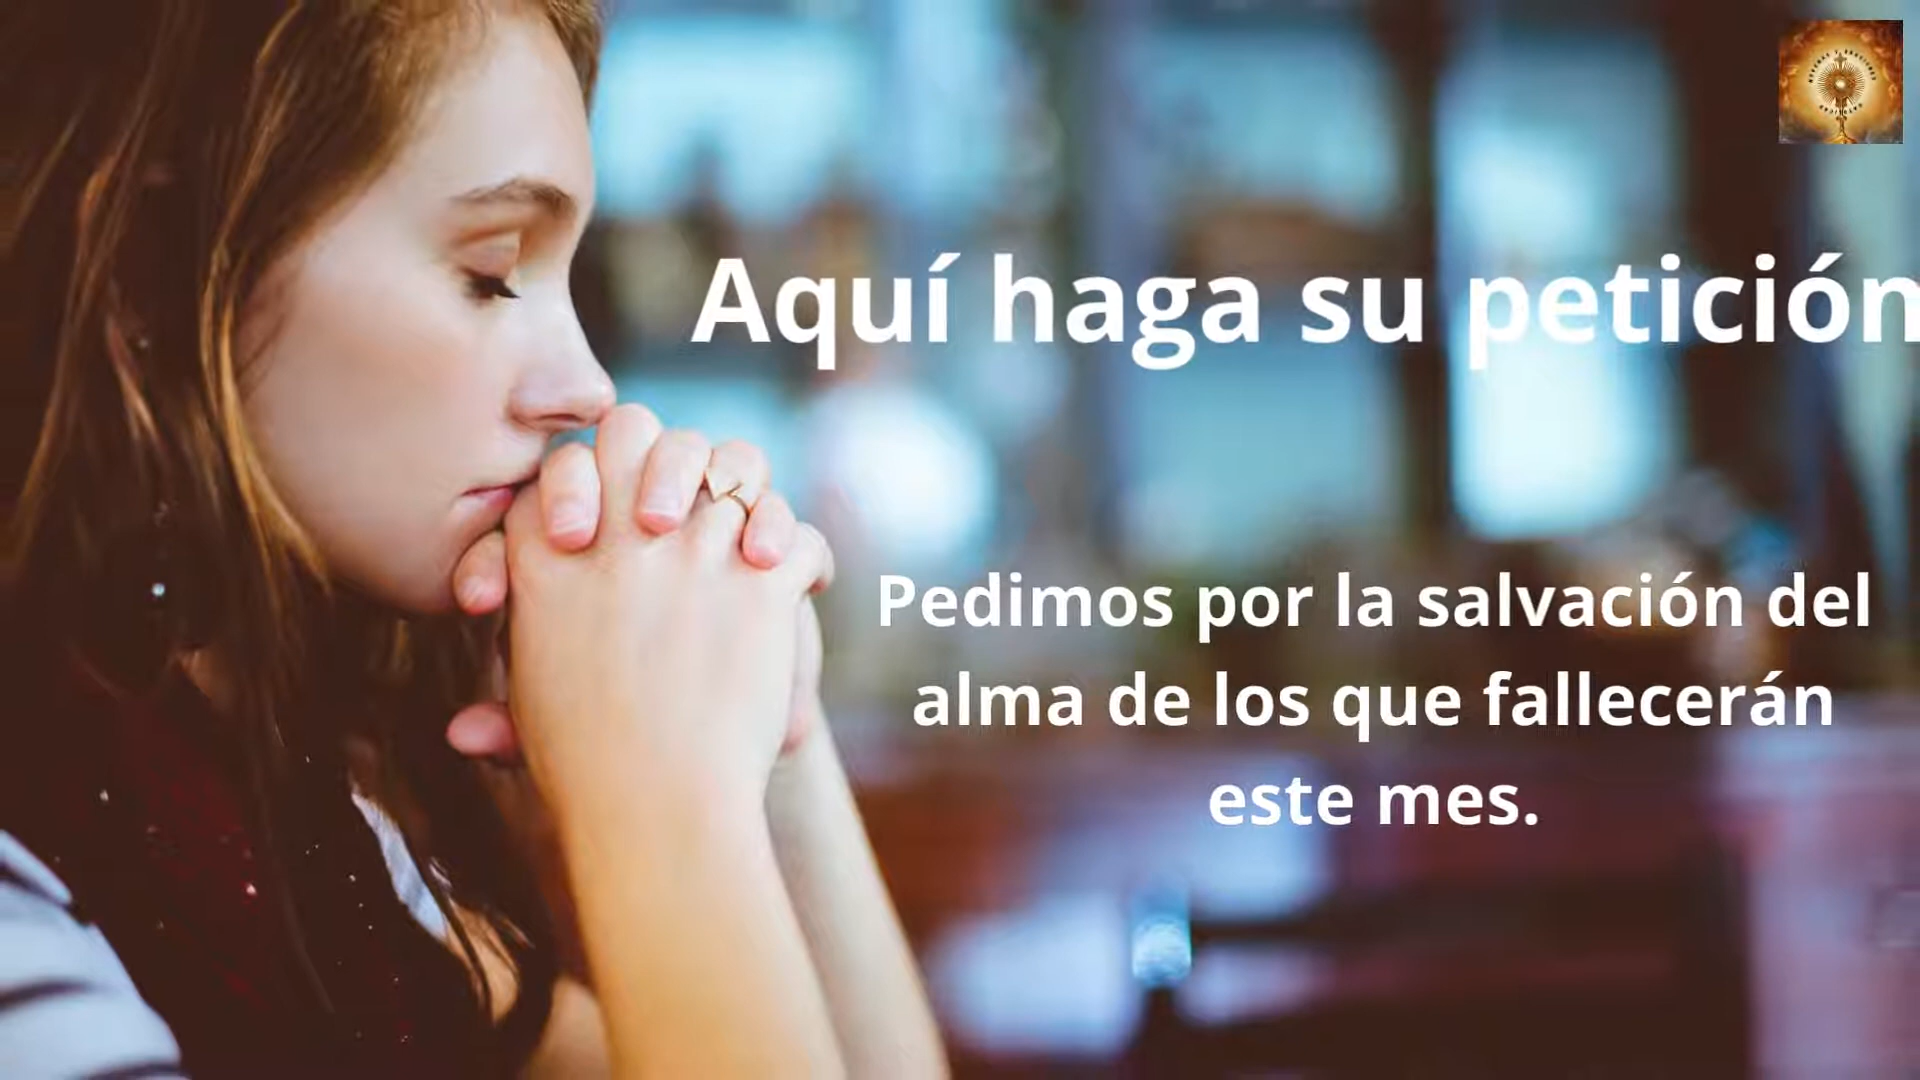 Aquí haga su petición
Pedimos por la salvación del
alma de los que fallecerán
este mes.